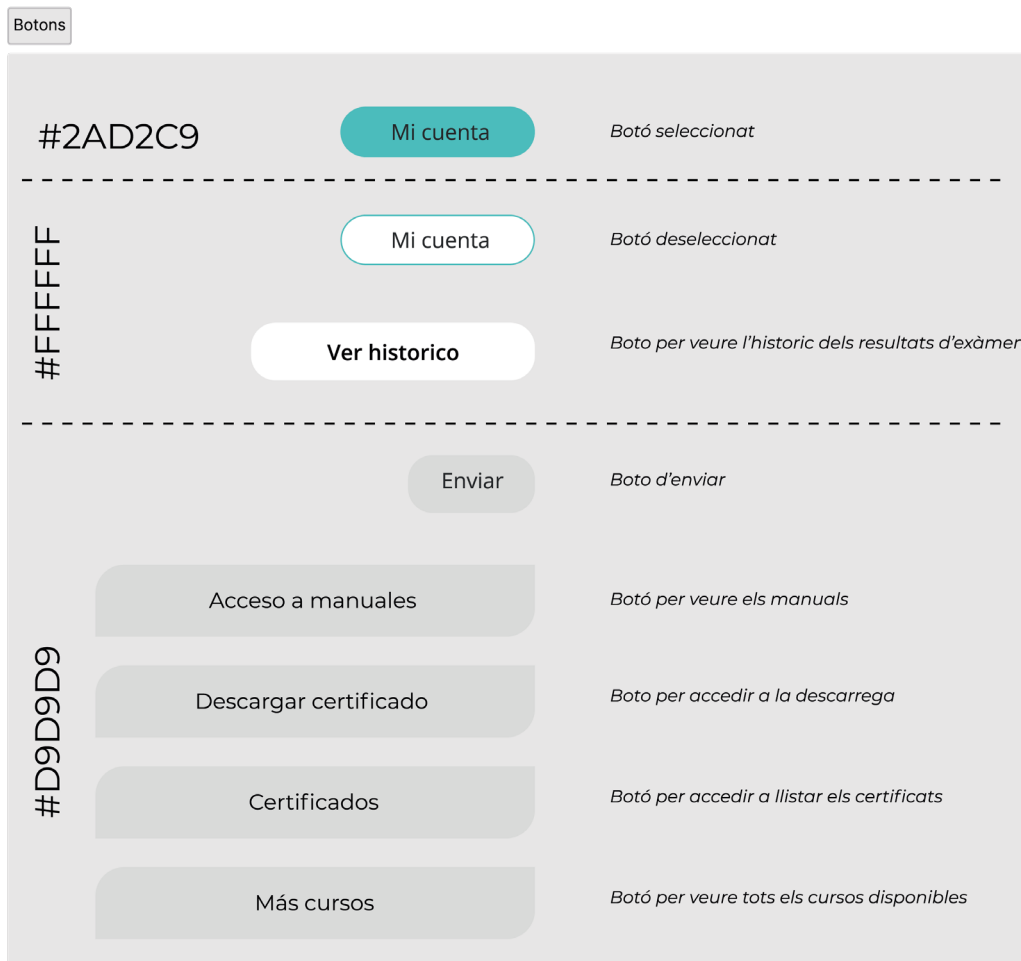 Botons
#2AD2C9
Mi cuenta
Botó seleccionat
#FFFFFF
Mi cuenta
Botó deseleccionat
Ver historico
Boto per veure l’historic dels resultats d’exàmen
Boto d’enviar
Enviar
#D9D9D9
Acceso a manuales
Botó per veure els manuals
Descargar certificado
Boto per accedir a la descarrega
Certificados
Botó per accedir a llistar els certificats
Más cursos
Botó per veure tots els cursos disponibles